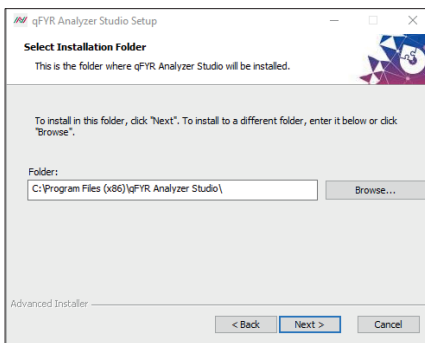 qFYR Analyzer Studio Setup
Select Installation Folder
This is the folder where qFYR Analyzer Studio will be installed.
To install in this folder, click "Next". To install to a different folder, enter it below or click
"Browse".
Folder:
C:\Program Files (x86)\qFYR Analyzer Studio\
Browse...
Advanced Installer
< Back
Next >
Cancel